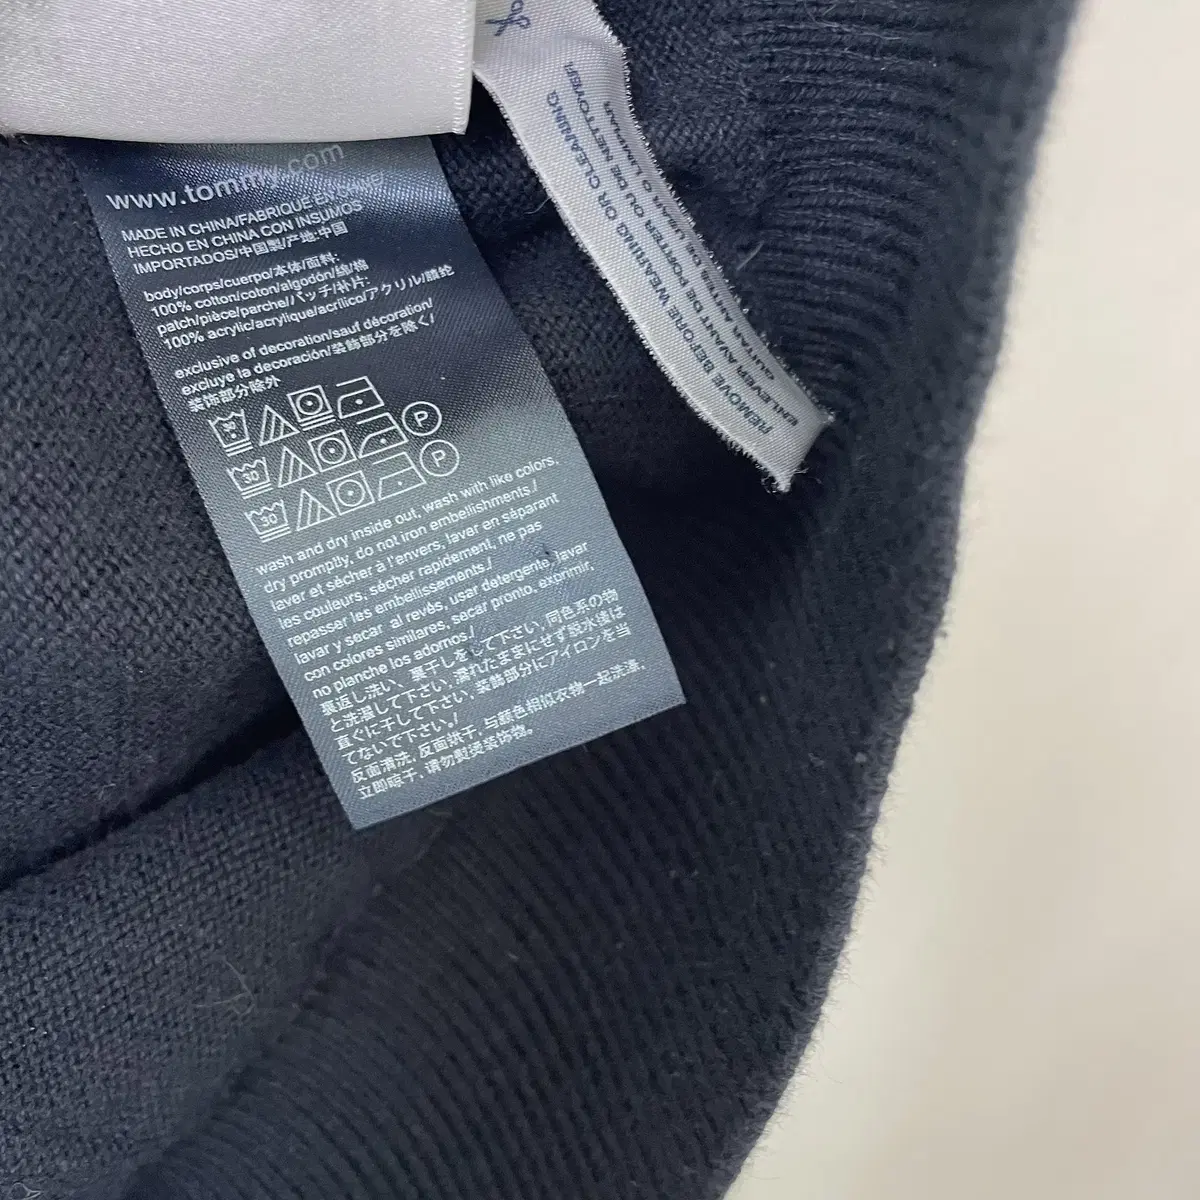 www.tommy.com
MADE IN CHINA/FABRIQUÉ EN CHINE/
HECHO EN CHINA CON INSUMOS
IMPORTADOS/中国製/产地:中国
body/corps/cuerpo/本体/面料:
100% cotton/coton/algodón/綿/棉
patch/pièce/parche/パッチ/补片:
100% acrylic/acrylique/acrílico/アクリル/腈纶
exclusive of decoration/sauf décoration/
excluye la decoración/装飾部分を除く/
装饰部分除外
30 P
30 P
30
wash and dry inside out, wash with like colors,
dry promptly, do not iron embellishments./
laver et sécher à l'envers, laver en séparant
les couleurs, sécher rapidement, ne pas
repasser les embellissements./
lavar y secar al revés, usar detergente, lavar
con colores similares, secar pronto, exprimir,
no planche los adornos./
裏返し洗い、裏干しをして下さい, 同色系の物
と洗濯して下さい, 濡れたままにせず脱水後は
直ぐに干して下さい, 装飾部分にアイロンを当
てないで下さい。/
反面清洗, 反面烘干, 与颜色相似衣物一起洗涤,
立即晾干, 请勿熨烫装饰物。
REMOVE BEFORE WEARING OR CLEANING
ENLEVER AVANT DE PORTER OU DE NETTOYER/
QUITAR ANTES DE USAR O LIMPIAR